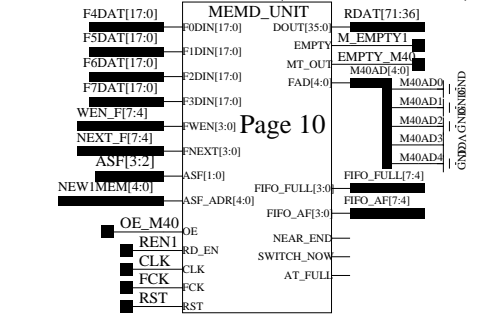 MEMD_UNIT
F4DAT[17:0]
F0DIN[17:0]
F5DAT[17:0]
F1DIN[17:0]
F6DAT[17:0]
F2DIN[17:0]
F7DAT[17:0]
F3DIN[17:0]
WEN_F[7:4]
FWEN[3:0]
NEXT_F[7:4]
FNEXT[3:0]
ASF[3:2]
ASF[1:0]
NEW1MEM[4:0]
ASF_ADR[4:0]
OE_M40
OE
REN1
RD_EN
CLK
CLK
FCK
FCK
RST
RST
Page 10
RDAT[71:36]
DOUT[35:0]
M_EMPTY1
EMPTY
EMPTY_M40
MT_OUT
M40AD[4:0]
FAD[4:0]
M40AD0
GND
M40AD1
M40AD2
M40AD3
M40AD4
GND
FIFO_FULL[7:4]
FIFO_FULL[3:0]
FIFO_AF[7:4]
FIFO_AF[3:0]
NEAR_END
SWITCH_NOW
AT_FULL